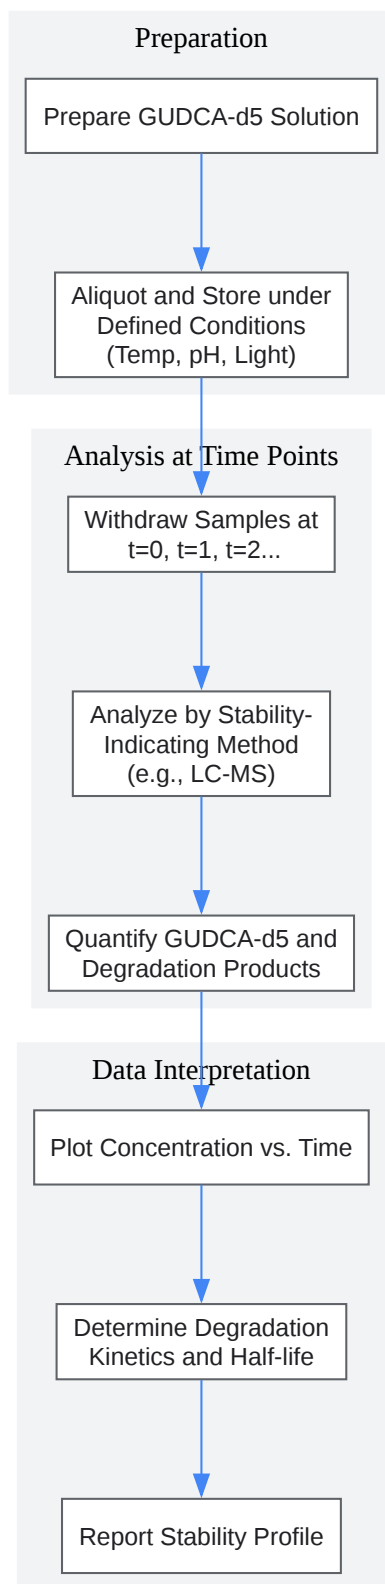 Preparation
Prepare GUDCA-d5 Solution
Aliquot and Store under
Defined Conditions
(Temp, pH, Light)
Analysis at Time Points
Withdraw Samples at
t=0, t=1, t=2...
Analyze by Stability-
Indicating Method
(e.g., LC-MS)
Quantify GUDCA-d5 and
Degradation Products
Data Interpretation
Plot Concentration vs. Time
Determine Degradation
Kinetics and Half-life
Report Stability Profile